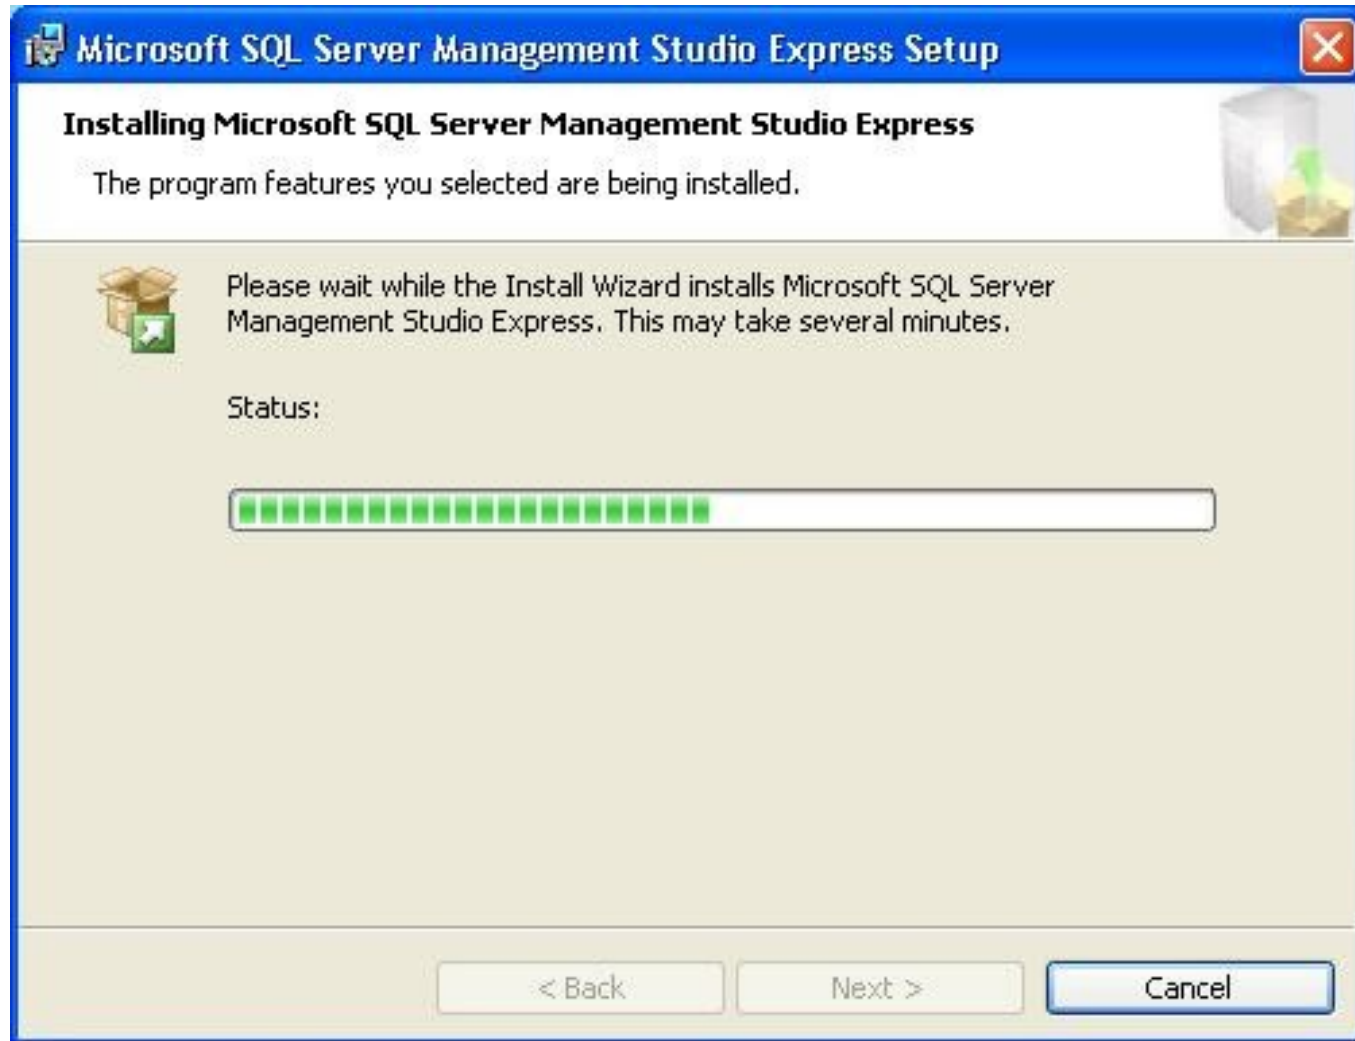 Microsoft SQL Server Management Studio Express Setup
Installing Microsoft SQL Server Management Studio Express
The program features you selected are being installed.
Please wait while the Install Wizard installs Microsoft SQL Server
Management Studio Express. This may take several minutes.
Status:
< Back
Next >
Cancel